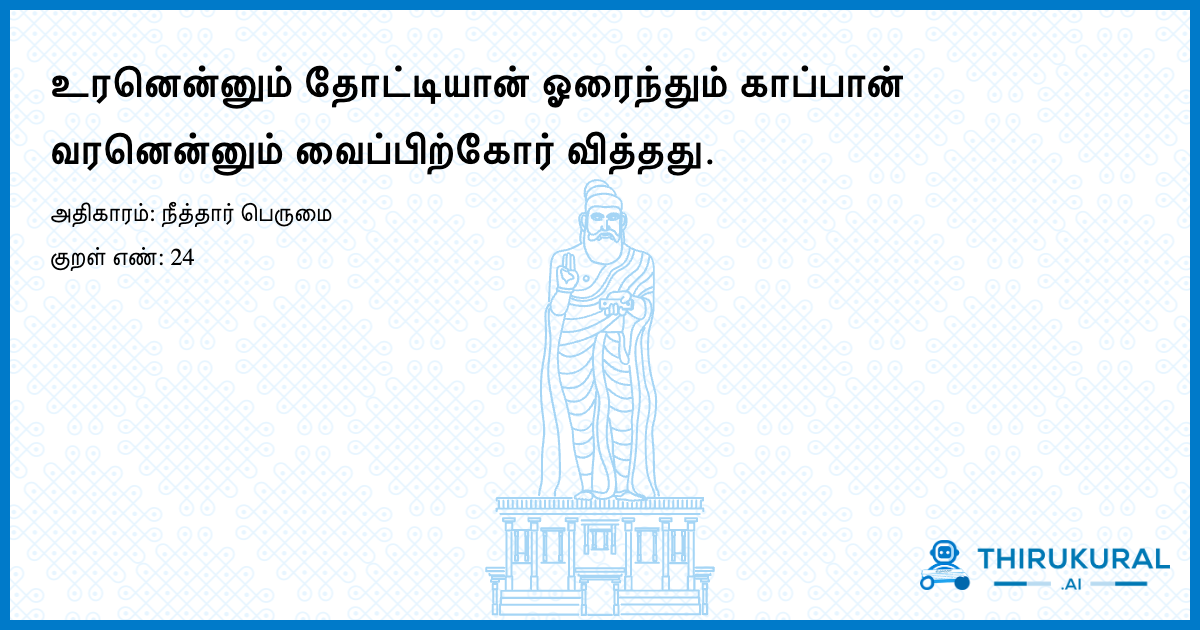 உரனென்னும் தோட்டியான் ஓரைந்தும் காப்பான்
வரனென்னும் வைப்பிற்கோர் வித்தது.
அதிகாரம்: நீத்தார் பெருமை
குறள் எண்: 24
THIRUKURAL
.AI